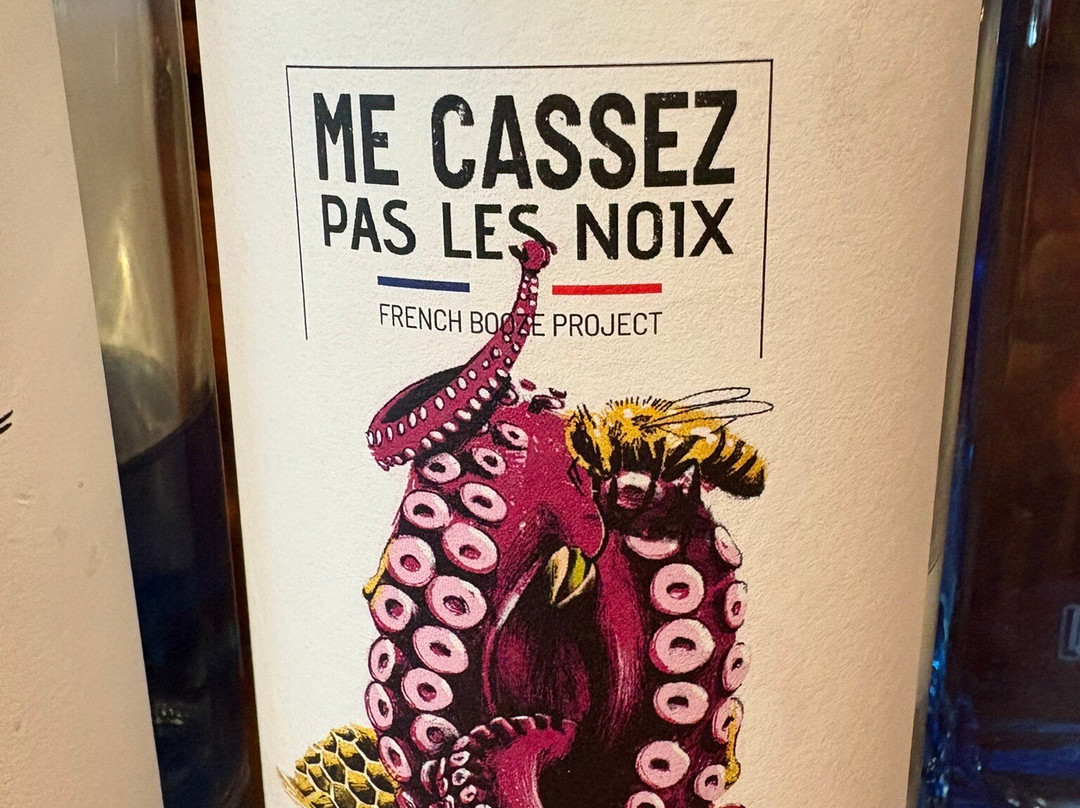 ME CASSEZ
PAS LES NOIX
FRENCH BOOZE PROJECT